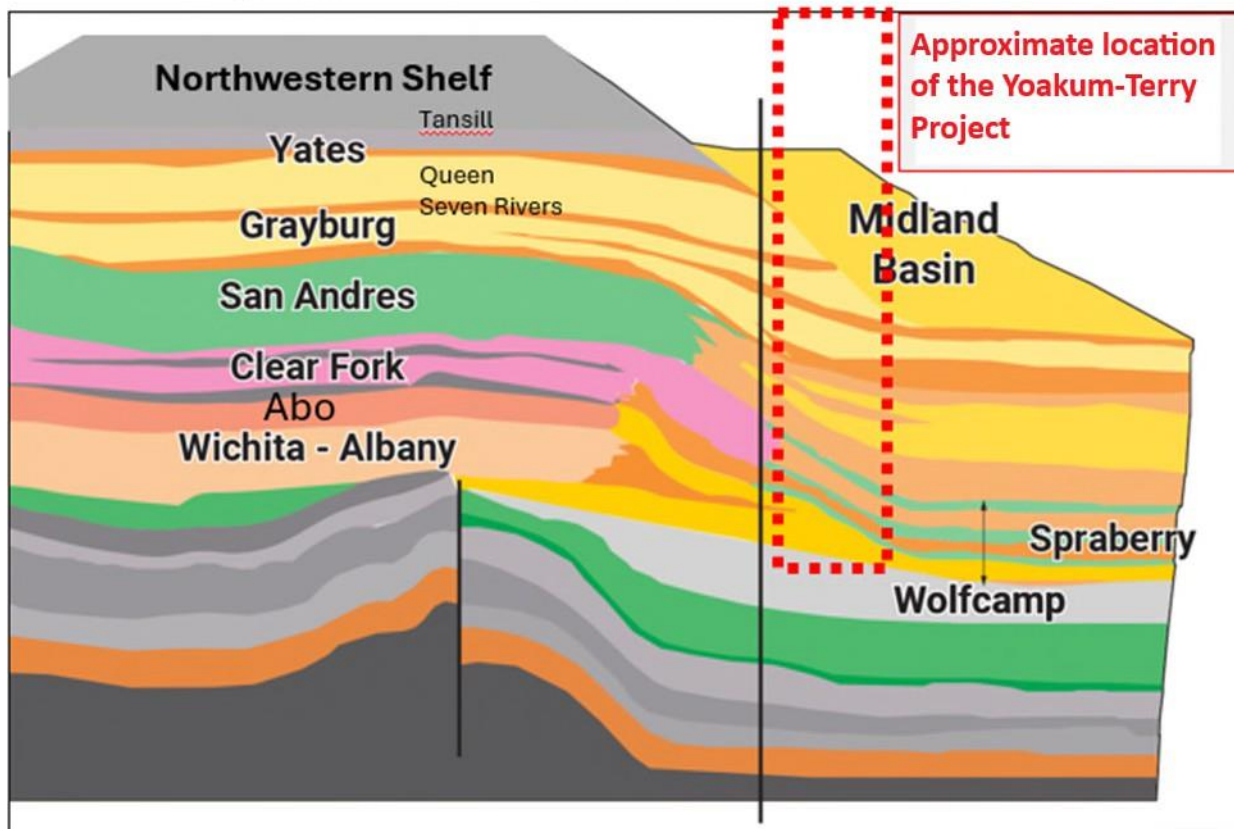 Approximate location
of the Yoakum-Terry
Project
Northwestern Shelf
Tansill
Yates
Queen
Seven Rivers
Grayburg
Midland
Basin
San Andres
Clear Fork
Abo
Wichita - Albany
Spraberry
Wolfcamp